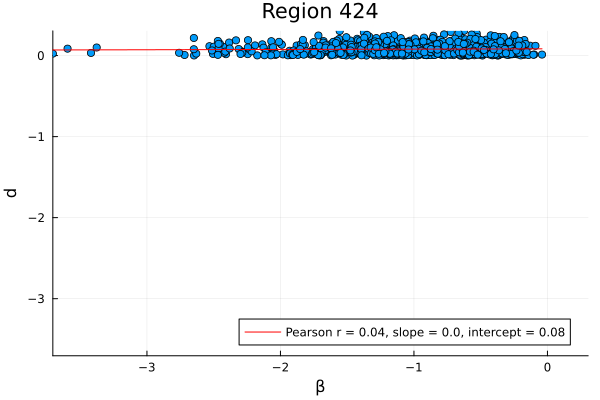 Region 424
0
−1
−2
−3
d
−3
−2
−1
0
β
Pearson r = 0.04, slope = 0.0, intercept = 0.08